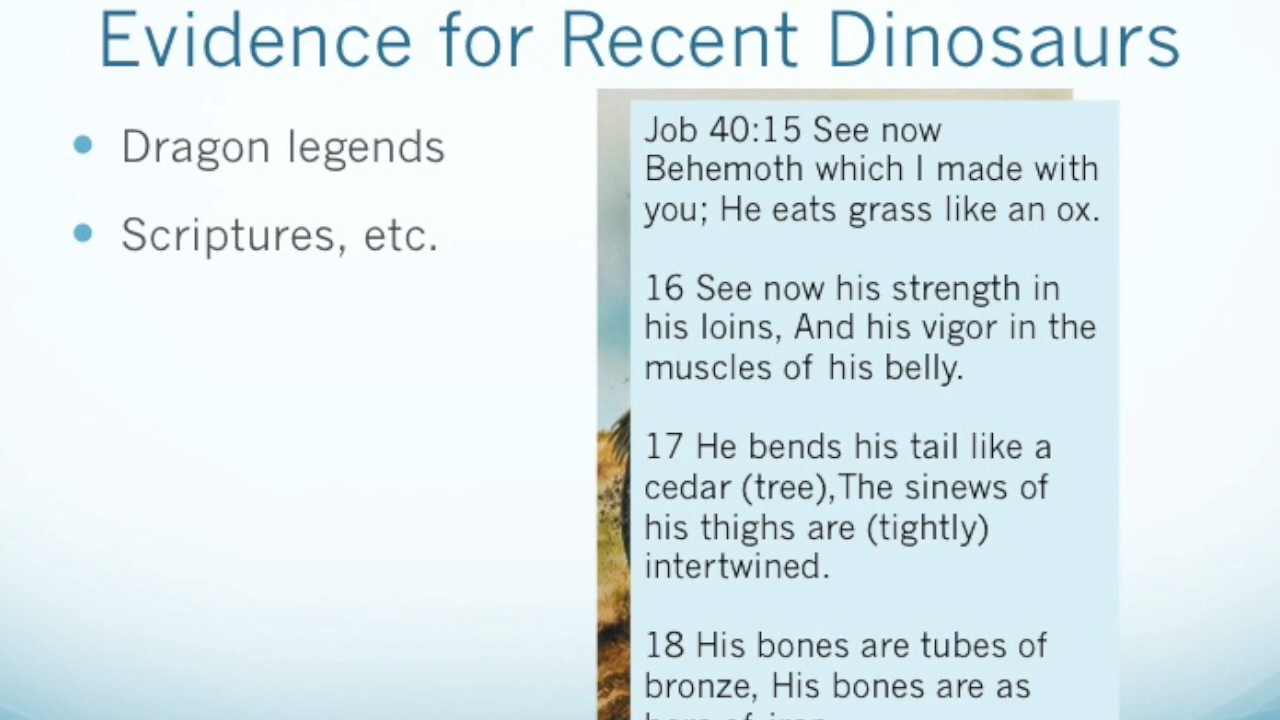 Evidence for Recent Dinosaurs
• Dragon legends
• Scriptures, etc.
Job 40:15 See now
Behemoth which I made with
you; He eats grass like an ox.
16 See now his strength in
his loins, And his vigor in the
muscles of his belly.
17 He bends his tail like a
cedar (tree),The sinews of
his thighs are (tightly)
intertwined.
18 His bones are tubes of
bronze, His bones are as